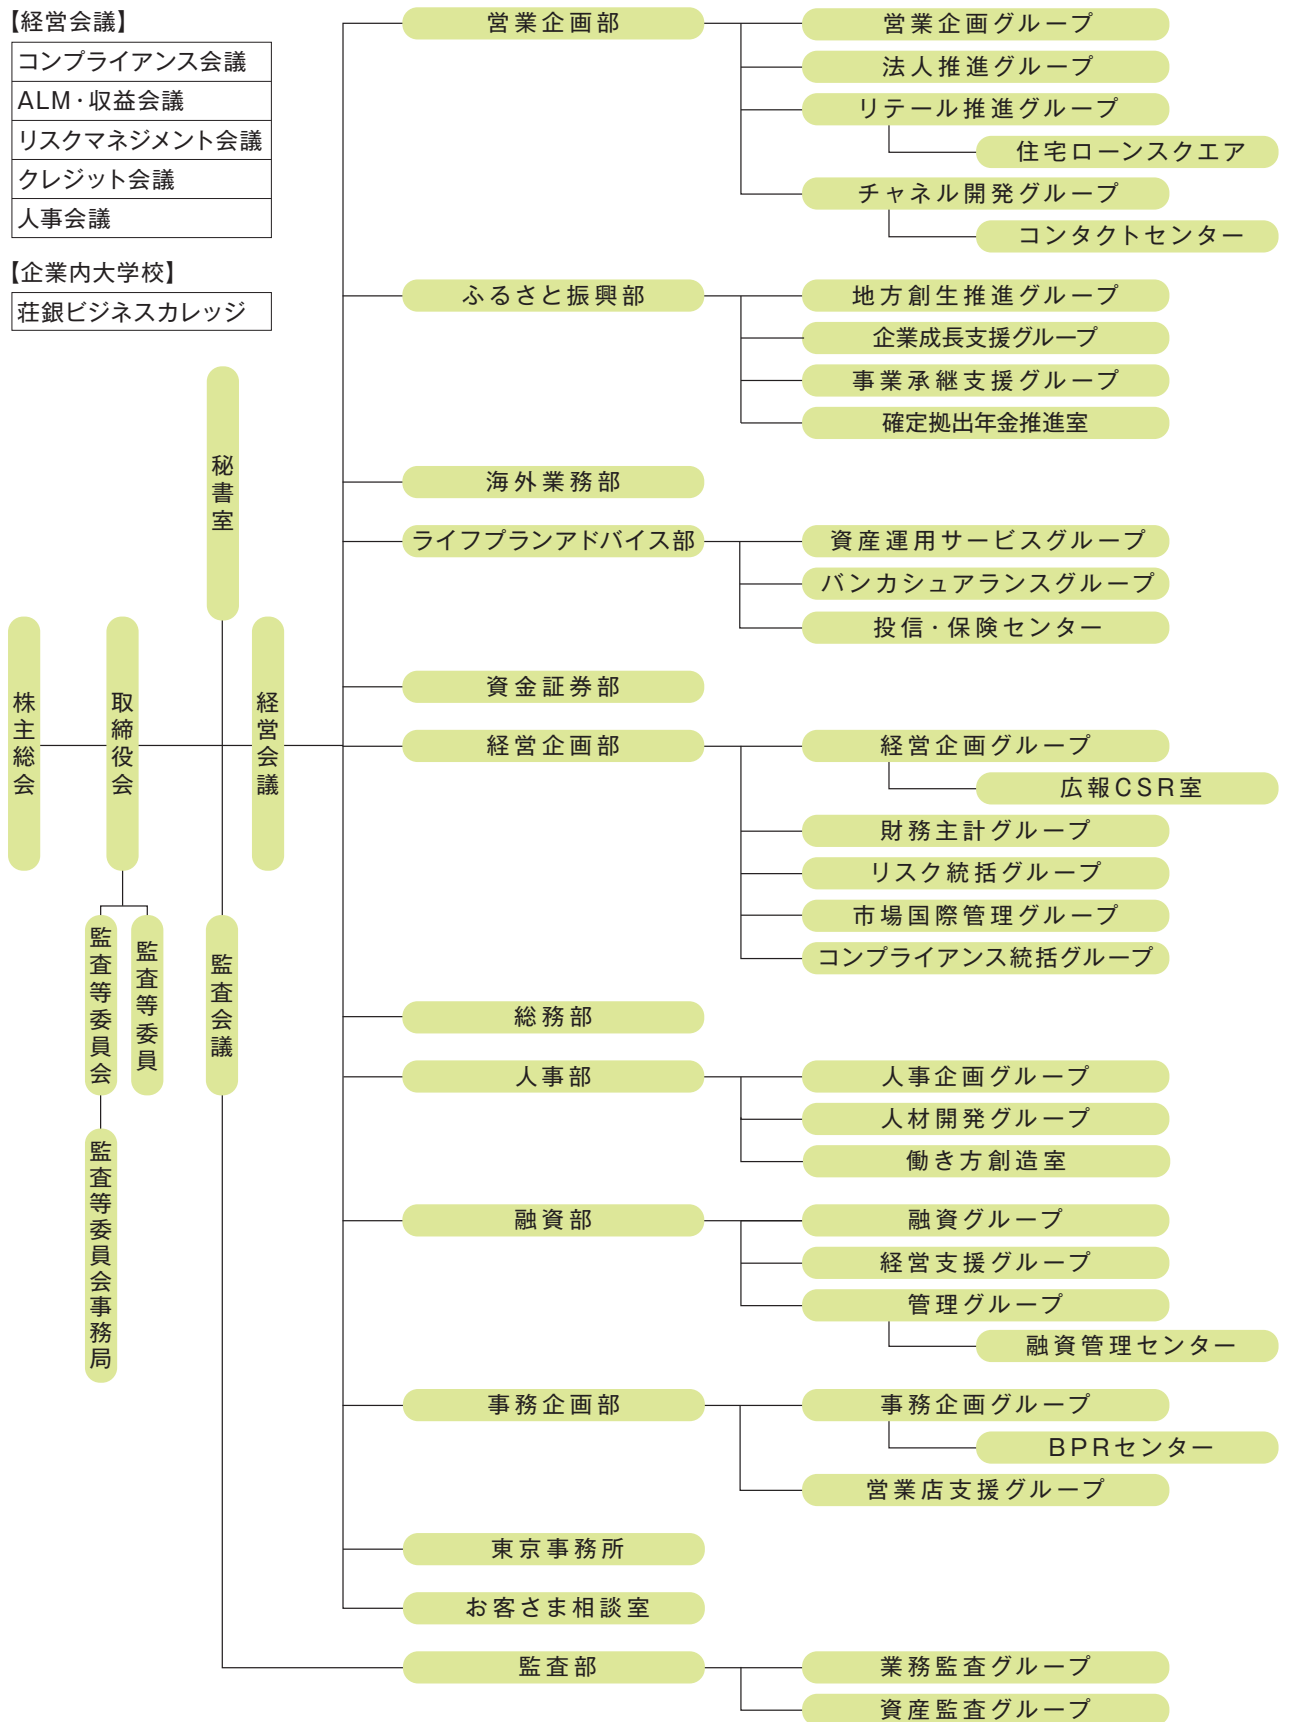 【経営会議】
コンプライアンス会議
ALM・収益会議
リスクマネジメント会議
クレジット会議
人事会議
【企業内大学校】
荘銀ビジネスカレッジ
株主総会
取締役会
監査等委員会
監査等委員
監査等委員会事務局
秘書室
監査会議
経営会議
営業企画部
営業企画グループ
法人推進グループ
リテール推進グループ
住宅ローンスクエア
チャネル開発グループ
コンタクトセンター
ふるさと振興部
地方創生推進グループ
企業成長支援グループ
事業承継支援グループ
確定拠出年金推進室
海外業務部
ライフプランアドバイス部
資産運用サービスグループ
バンカシュアランスグループ
投信・保険センター
資金証券部
経営企画部
経営企画グループ
広報CSR室
財務主計グループ
リスク統括グループ
市場国際管理グループ
コンプライアンス統括グループ
総務部
人事部
人事企画グループ
人材開発グループ
働き方創造室
融資部
融資グループ
経営支援グループ
管理グループ
融資管理センター
事務企画部
事務企画グループ
BPRセンター
営業店支援グループ
東京事務所
お客さま相談室
監査部
業務監査グループ
資産監査グループ